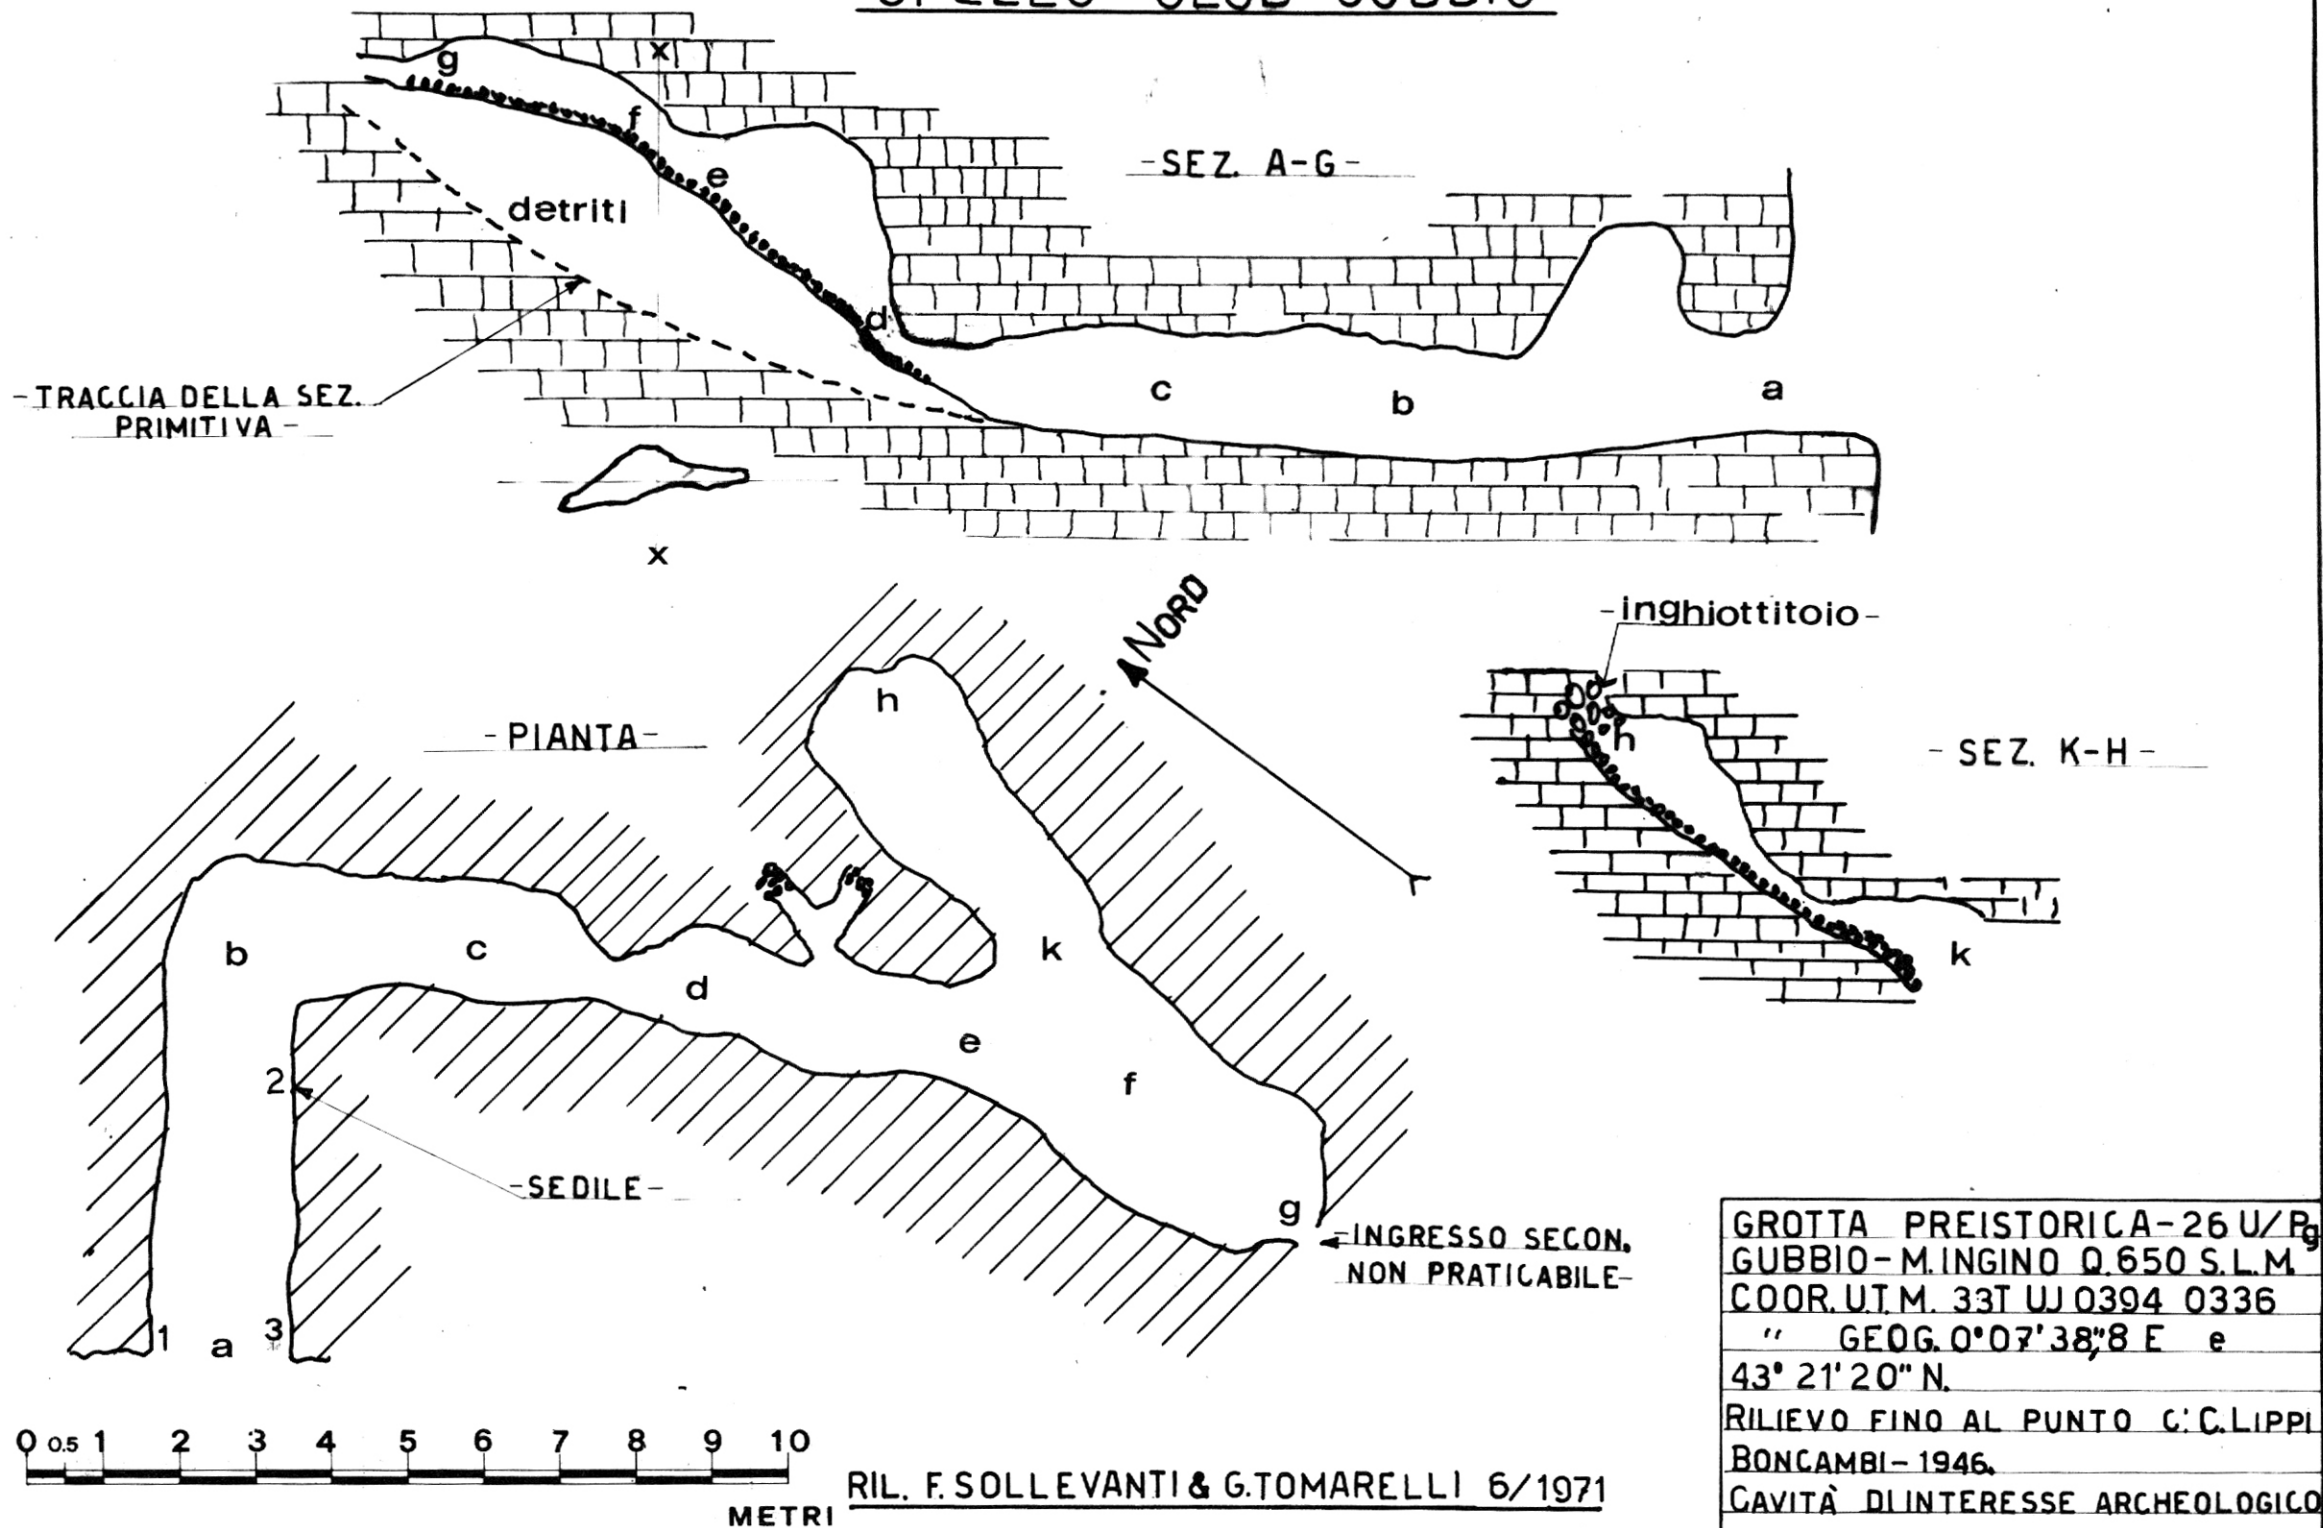 g
x
f
-SEZ. A-G-
e
detriti
d
-TRACCIA DELLA SEZ.
PRIMITIVA-
c
b
a
x
NORD
-inghiottitoio-
h
-PIANTA-
h
-SEZ. K-H-
b
c
k
k
d
e
2
f
-SEDILE-
g
-INGRESSO SECON.
NON PRATICABILE-
1
a
3
GROTTA PREISTORICA-26 U/Pg
GUBBIO-M.INGINO Q.650 S.L.M.
COOR.U.T.M. 33T UJ 0394 0336
" GEOG. 0°07'38",8 E e
43° 21'20" N.
RILIEVO FINO AL PUNTO C: C.LIPPI
BONCAMBI-1946.
CAVITÀ DI INTERESSE ARCHEOLOGICO
0 0.5 1 2 3 4 5 6 7 8 9 10
METRI
RIL. F. SOLLEVANTI & G.TOMARELLI 6/1971